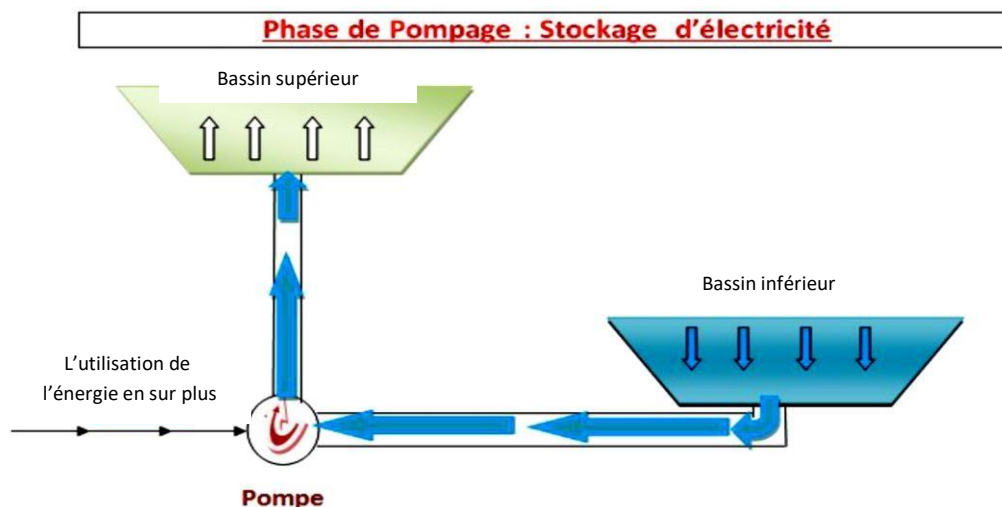 Phase de Pompage : Stockage d’électricité
Bassin supérieur
Bassin inférieur
L’utilisation de
l’énergie en sur plus
Pompe